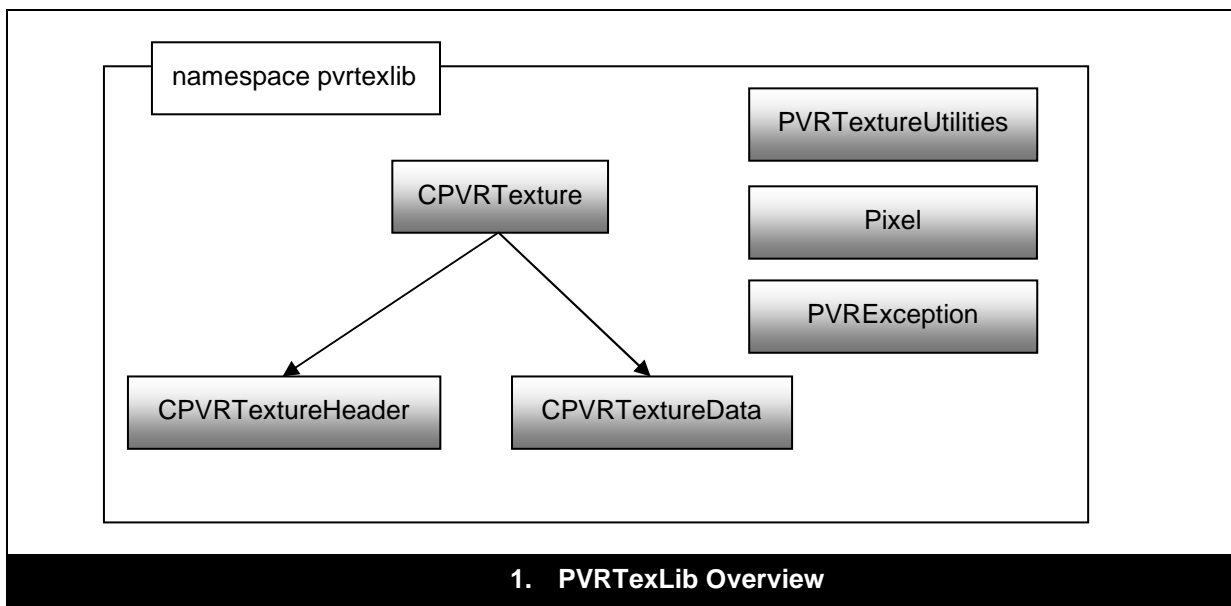 namespace pvrtexlib
PVRTextureUtilities
CPVRTexture
Pixel
PVRException
CPVRTextureHeader
CPVRTextureData
1. PVRTexLib Overview